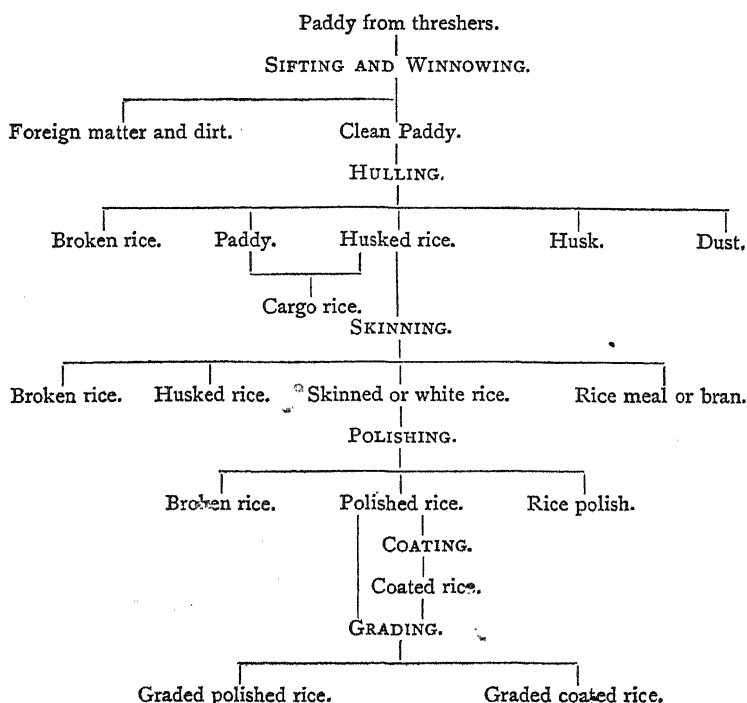 Paddy from threshers.
SIFTING AND WINNOWING.
Foreign matter and dirt. Clean Paddy.
HULLING.
Broken rice. Paddy. Husked rice. Husk. Dust.
Cargo rice.
SKINNING.
Broken rice. Husked rice. Skinned or white rice. Rice meal or bran.
POLISHING.
Broken rice. Polished rice. Rice polish.
COATING.
Coated rice.
GRADING.
Graded polished rice. Graded coated rice.